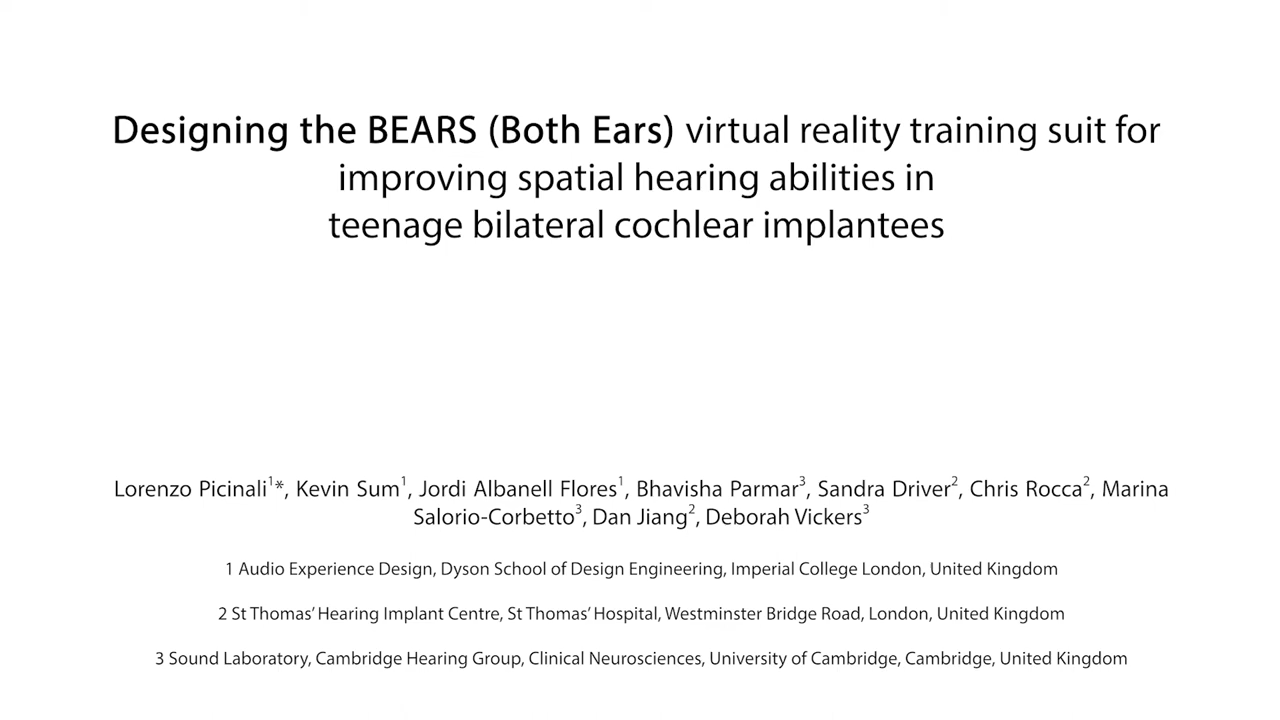 Designing the BEARS (Both Ears) virtual reality training suit for
improving spatial hearing abilities in
teenage bilateral cochlear implantees
Lorenzo Picinali1*, Kevin Sum1, Jordi Albanell Flores1, Bhavisha Parmar3, Sandra Driver2, Chris Rocca2, Marina
Salorio-Corbetto3, Dan Jiang2, Deborah Vickers3
1 Audio Experience Design, Dyson School of Design Engineering, Imperial College London, United Kingdom
2 St Thomas’ Hearing Implant Centre, St Thomas’ Hospital, Westminster Bridge Road, London, United Kingdom
3 Sound Laboratory, Cambridge Hearing Group, Clinical Neurosciences, University of Cambridge, Cambridge, United Kingdom